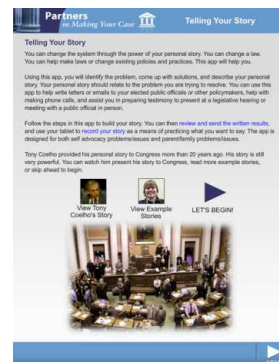 Partners
in Making Your Case
Telling Your Story
Telling Your Story
You can change the system through the power of your personal story. You can change a law.
You can help make laws or change existing policies and practices. This app will help you.
Using this app, you will identify the problem, come up with solutions, and describe your personal
story. Your personal story should relate to the problem you are trying to resolve. You can use this
app to help write letters or emails to your elected public officials or other policymakers, help with
making phone calls, and assist you in preparing testimony to present at a legislative hearing or
meeting with a public official in person.
Follow the steps in this app to build your story. You can then review and send the written results,
and use your tablet to record your story as a means of practicing what you want to say. The app is
designed for both self advocacy problems/issues and parent/family problems/issues.
Tony Coelho provided his personal story to Congress more than 20 years ago. His story is still
very powerful. You can watch him present his story to Congress, read more example stories,
or skip ahead to begin.
View Tony
Coelho's Story
View Example
Stories
LET'S BEGIN!